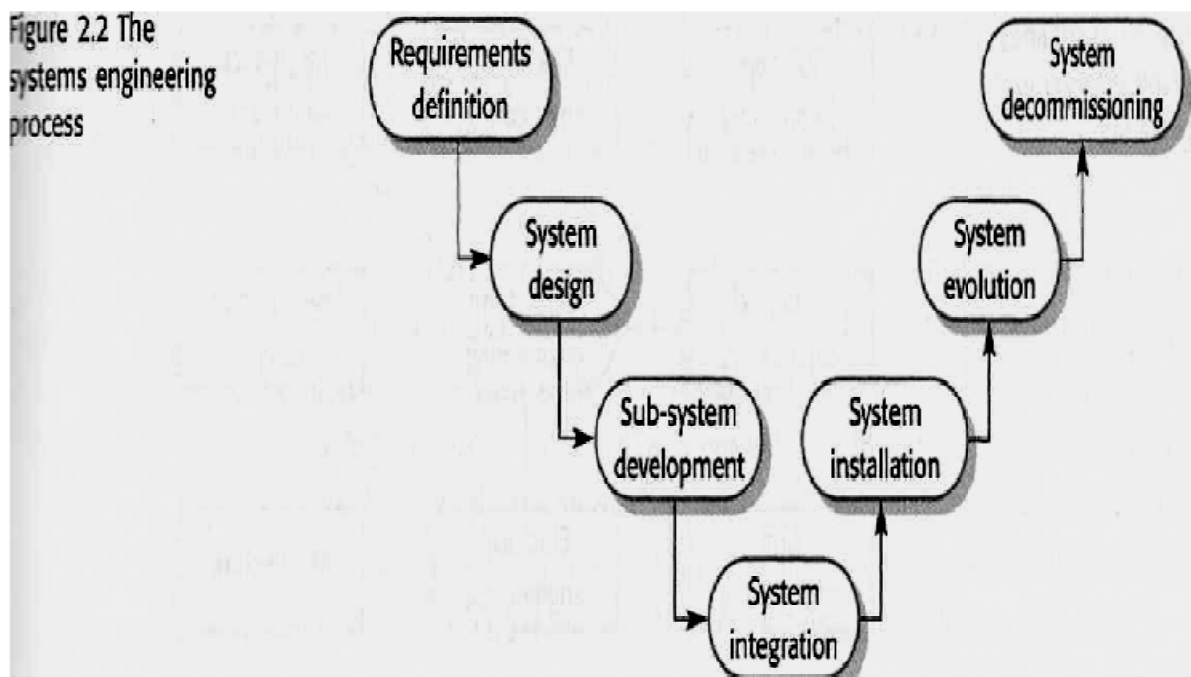 Figure 2.2 The
systems engineering
process
Requirements
definition
System
design
Sub-system
development
System
integration
System
installation
System
evolution
System
decommissioning